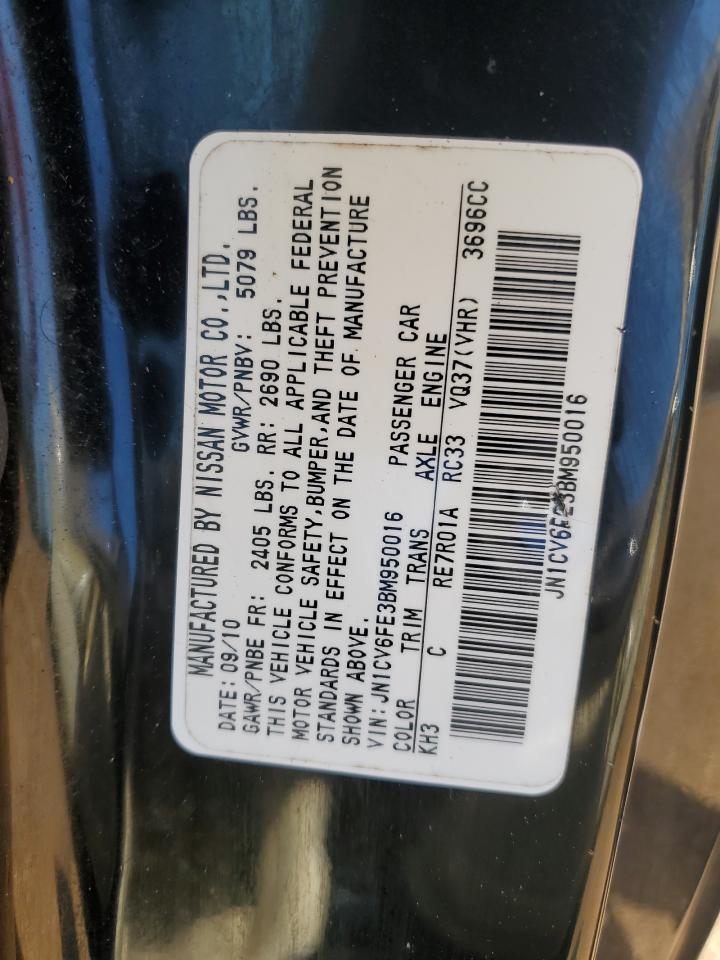 MANUFACTURED BY NISSAN MOTOR CO.,LTD.
DATE: 09/10 GVWR/PNBV: 5079 LBS.
GAWR/PNBE FR: 2405 LBS. RR: 2690 LBS.
THIS VEHICLE CONFORMS TO ALL APPLICABLE FEDERAL
MOTOR VEHICLE SAFETY,BUMPER,AND THEFT PREVENTION
STANDARDS IN EFFECT ON THE DATE OF MANUFACTURE
SHOWN ABOVE.
VIN:JN1CV6FE3BM950016 PASSENGER CAR
COLOR TRIM TRANS AXLE ENGINE
KH3 C RE7R01A RC33 VQ37(VHR) 3696CC
JN1CV6FE3BM950016